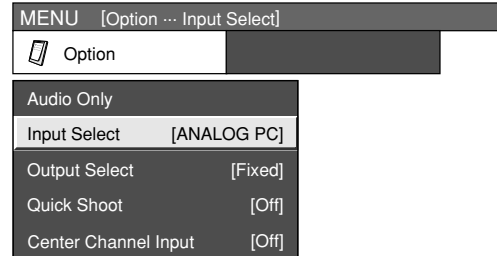 MENU [Option ··· Input Select]
Option
Audio Only
Input Select [ANALOG PC]
Output Select [Fixed]
Quick Shoot [Off]
Center Channel Input [Off]